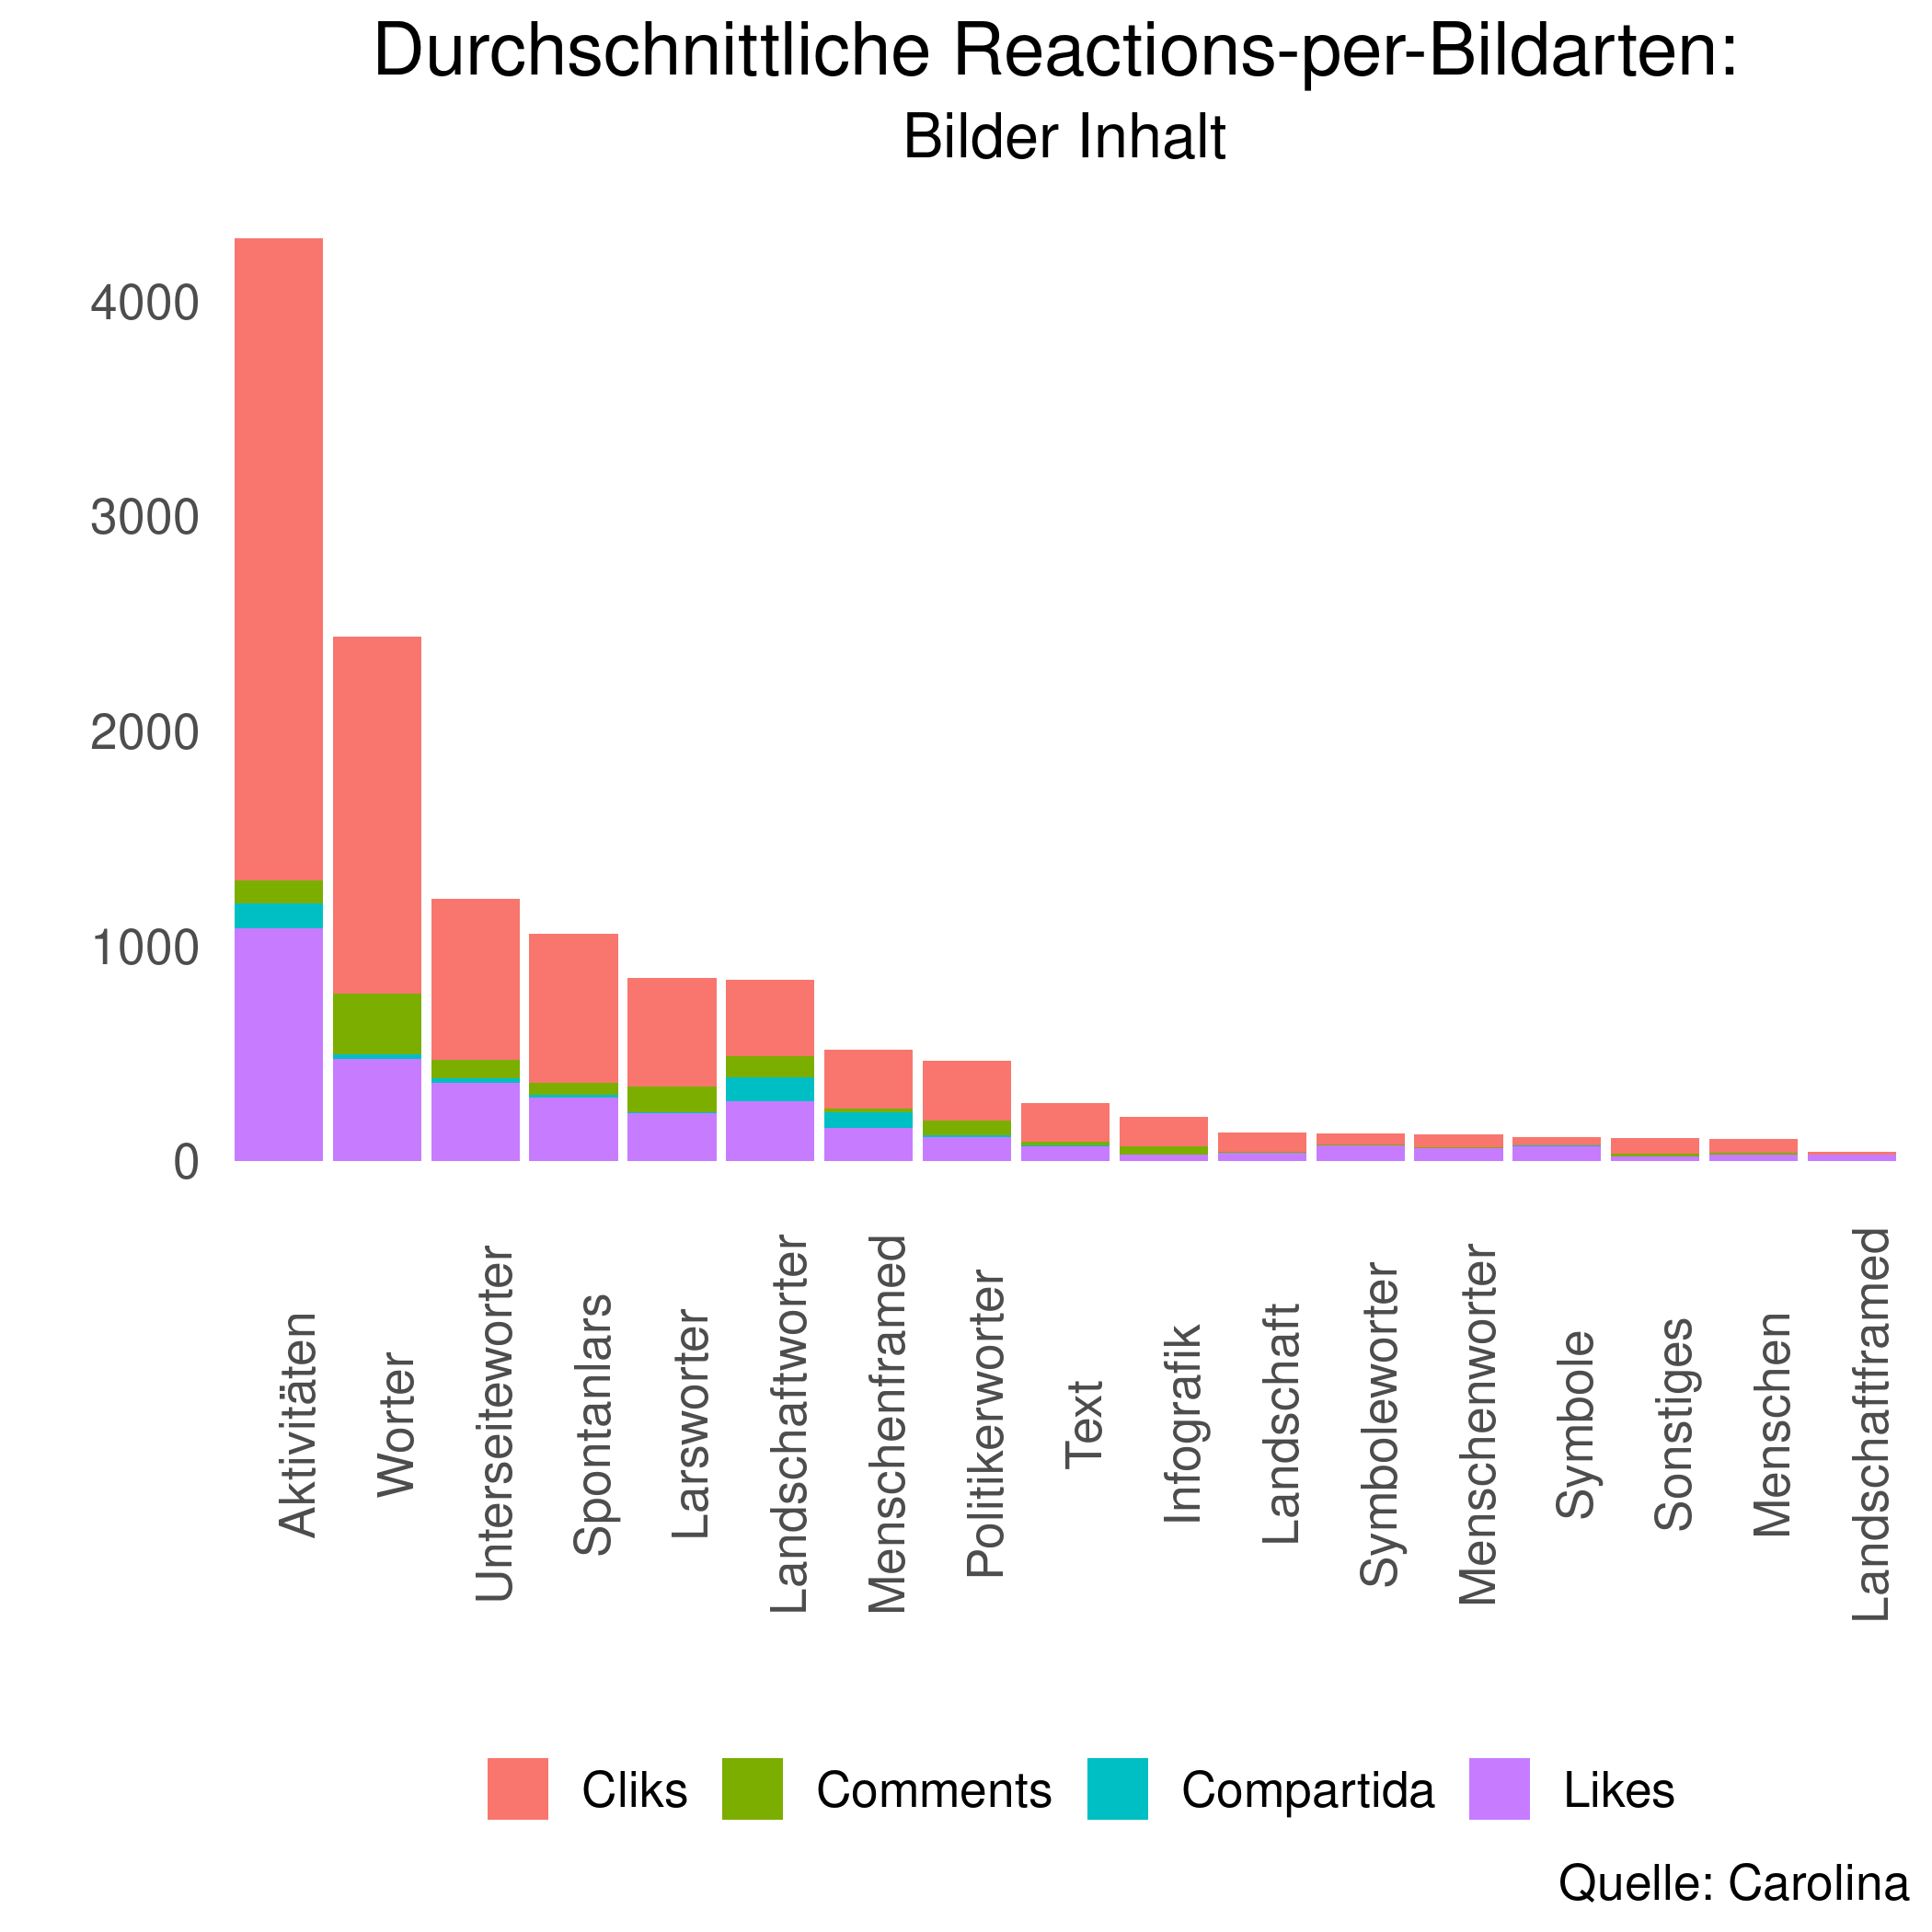 Durchschnittliche Reactions-per-Bildarten:
Bilder Inhalt
4000
3000
2000
1000
0
Aktivitäten
Worter
Unterseiteworter
Spontanlars
Larsworter
Landschaftworter
Menschenframed
Politikerworter
Text
Infografik
Landschaft
Symboleworter
Menschenworter
Symbole
Sonstiges
Menschen
Landschaftframed
Cliks Comments Compartida Likes
Quelle: Carolina